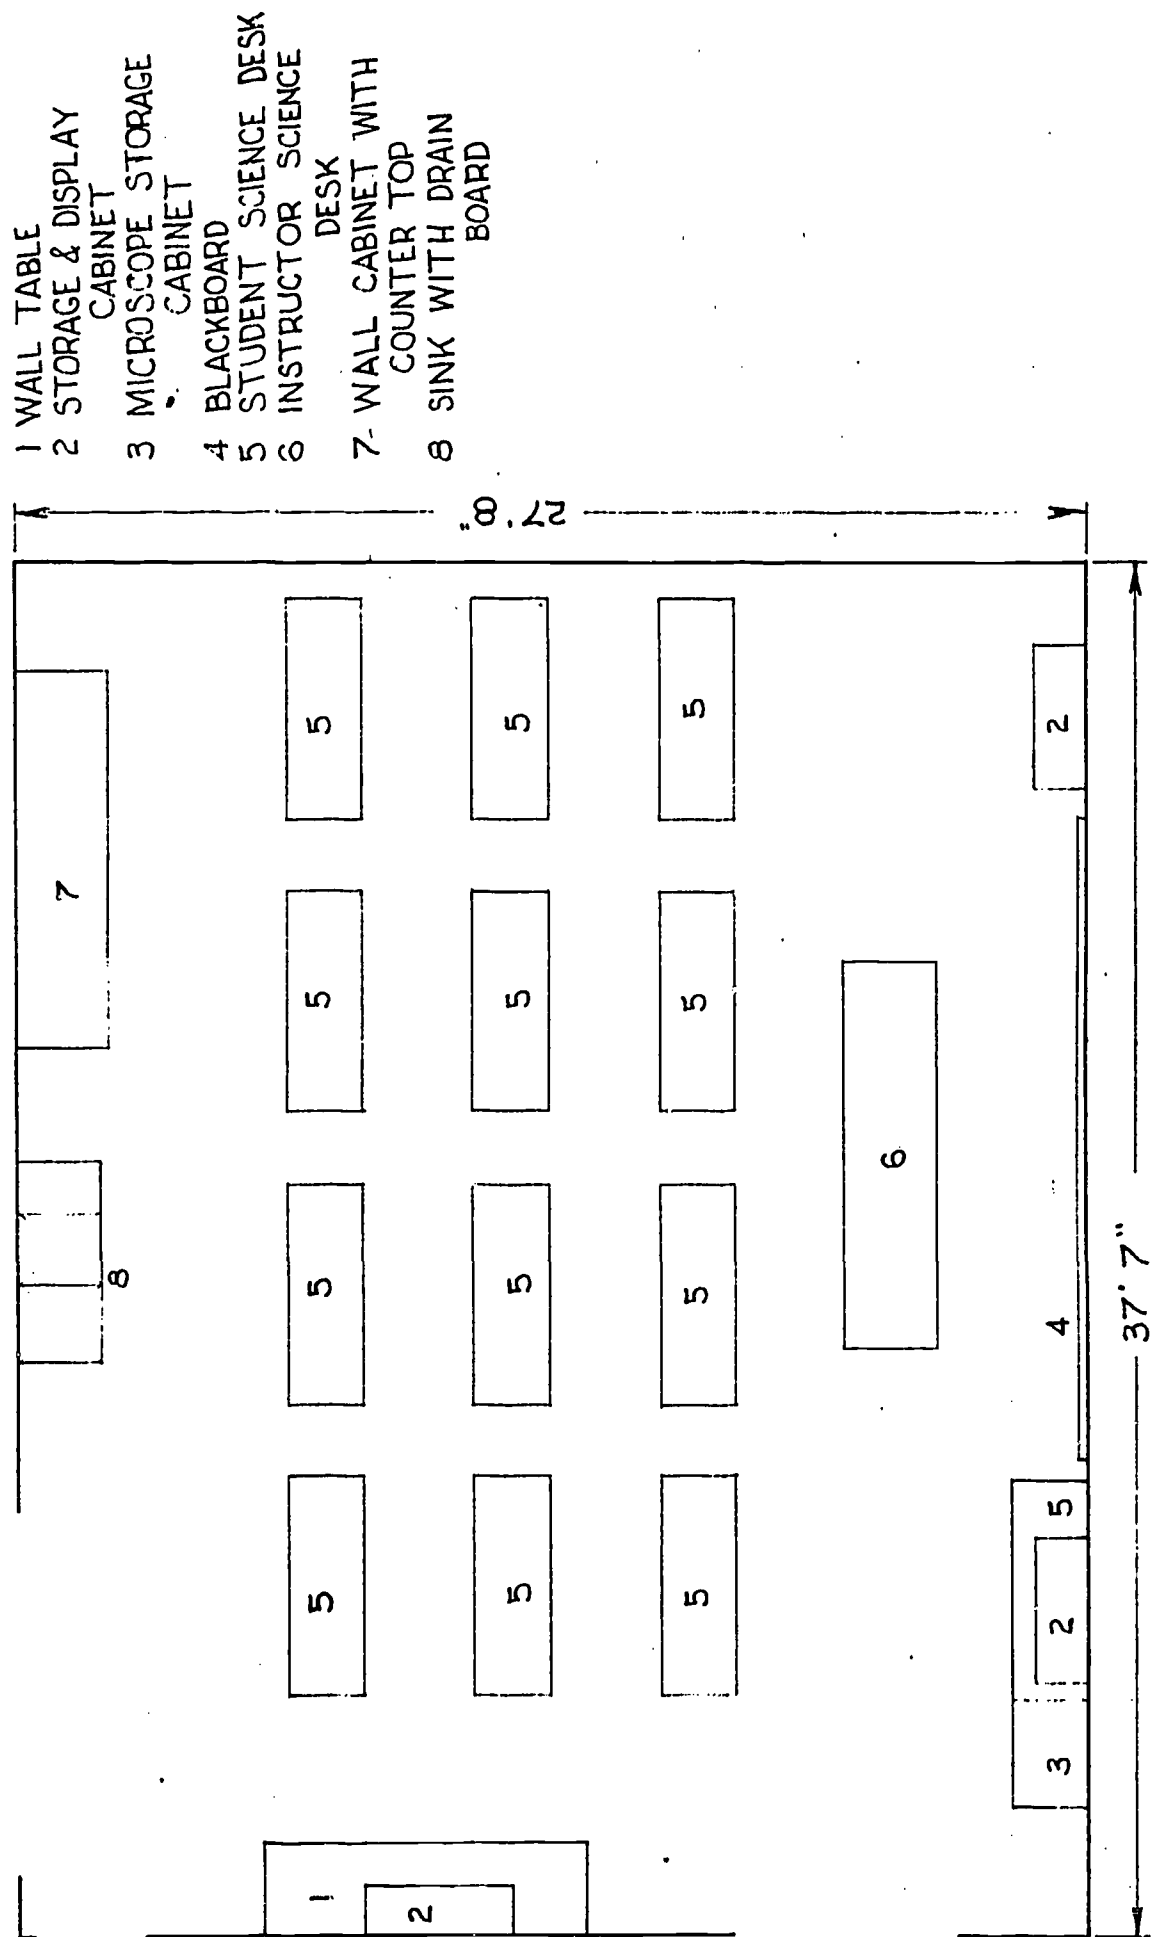 1 WALL TABLE
2 STORAGE & DISPLAY
CABINET
3 MICROSCOPE STORAGE
CABINET
4 BLACKBOARD
5 STUDENT SCIENCE DESK
6 INSTRUCTOR SCIENCE
DESK
7- WALL CABINET WITH
COUNTER TOP
8 SINK WITH DRAIN
BOARD
27'8"
7
8
5 5 5
5 5 5
5 5 5
5 5 5
6
1
2
3
2
5
4
2
37' 7"